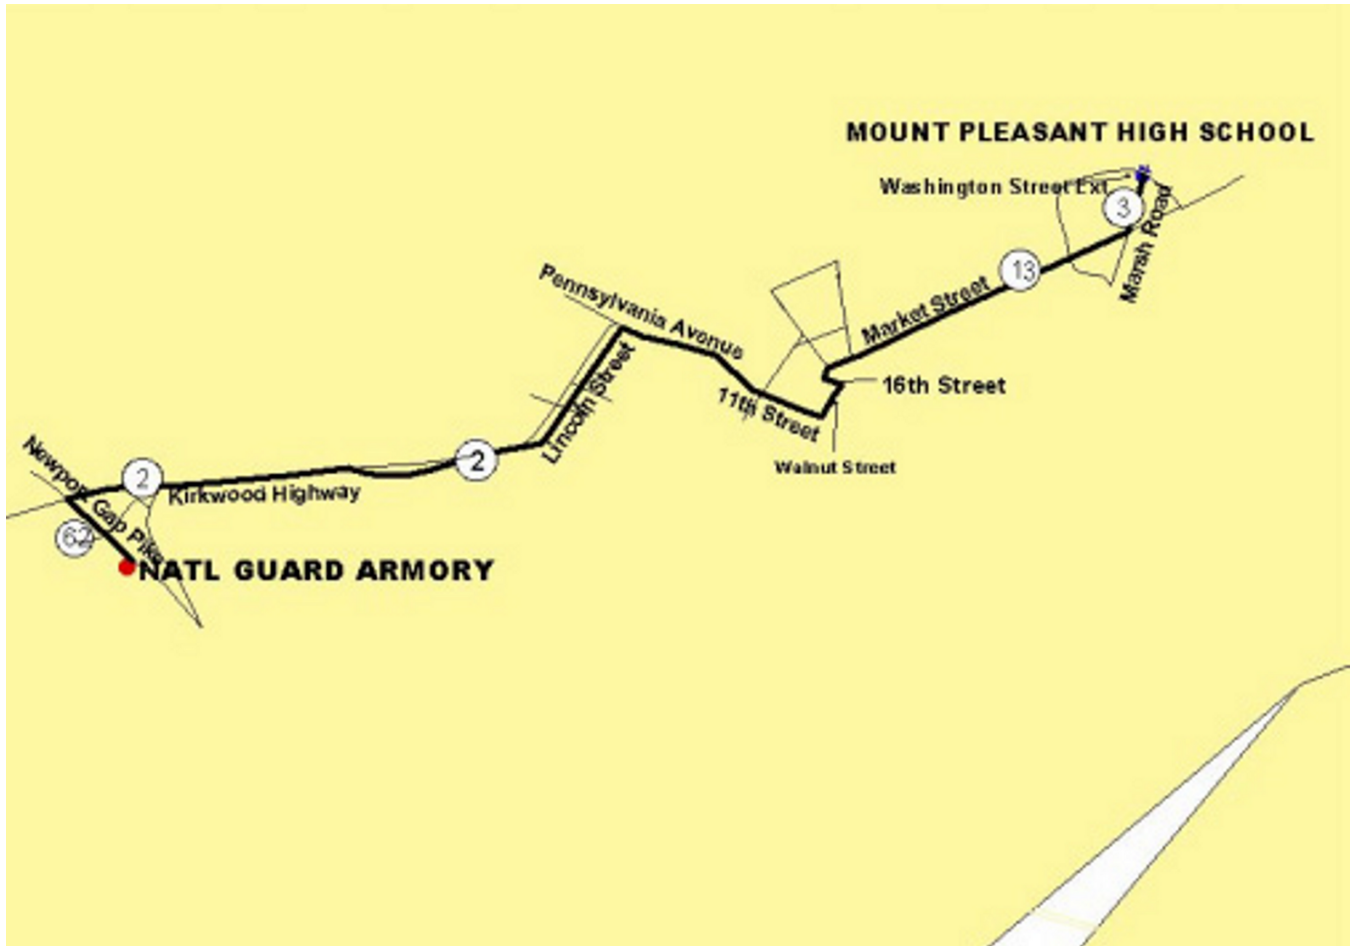 MOUNT PLEASANT HIGH SCHOOL
Washington Street Ext
3
Marsh Road
13
Market Street
Pennsylvania Avenue
16th Street
11th Street
Lincoln Street
Walnut Street
2
2
Kirkwood Highway
Newport Gap Pike
62
NATL GUARD ARMORY